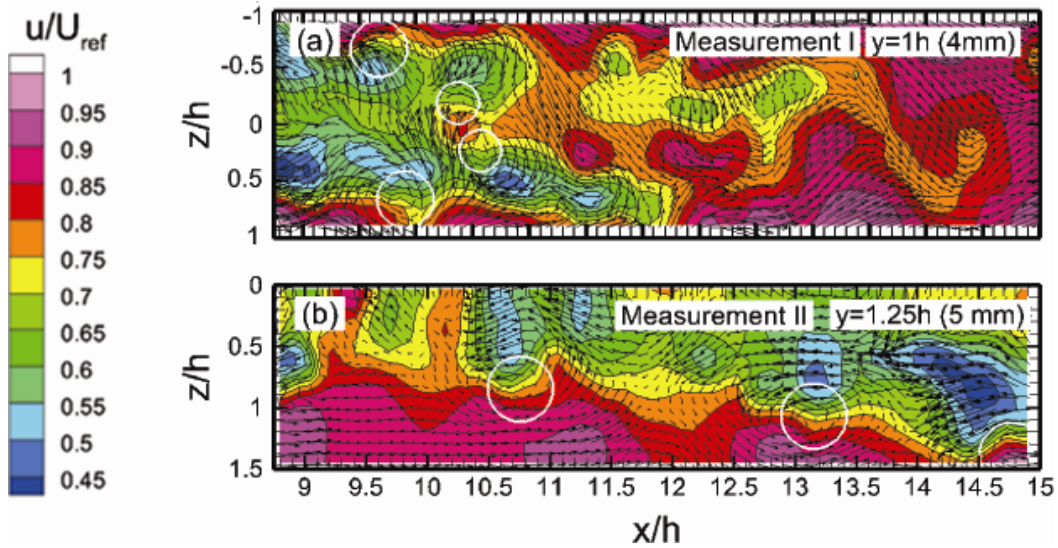 u/U_ref
1
0.95
0.9
0.85
0.8
0.75
0.7
0.65
0.6
0.55
0.5
0.45
-1
-0.5
0
0.5
1
z/h
(a)
Measurement I y=1h (4mm)
0
0.5
1
1.5
z/h
(b)
Measurement II y=1.25h (5 mm)
9 9.5 10 10.5 11 11.5 12 12.5 13 13.5 14 14.5 15
x/h